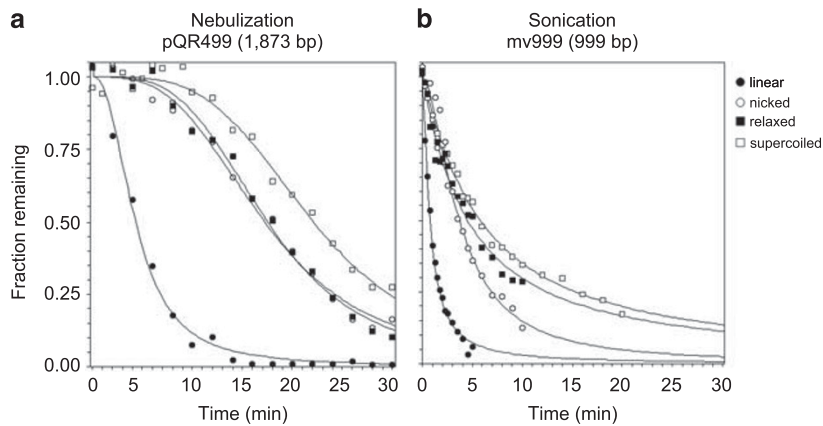 a
Nebulization
pQR499 (1,873 bp)
Fraction remaining
1.00
0.75
0.50
0.25
0.00
0 5 10 15 20 25 30
Time (min)
b
Sonication
mv999 (999 bp)
0 5 10 15 20 25 30
Time (min)
linear
nicked
relaxed
supercoiled